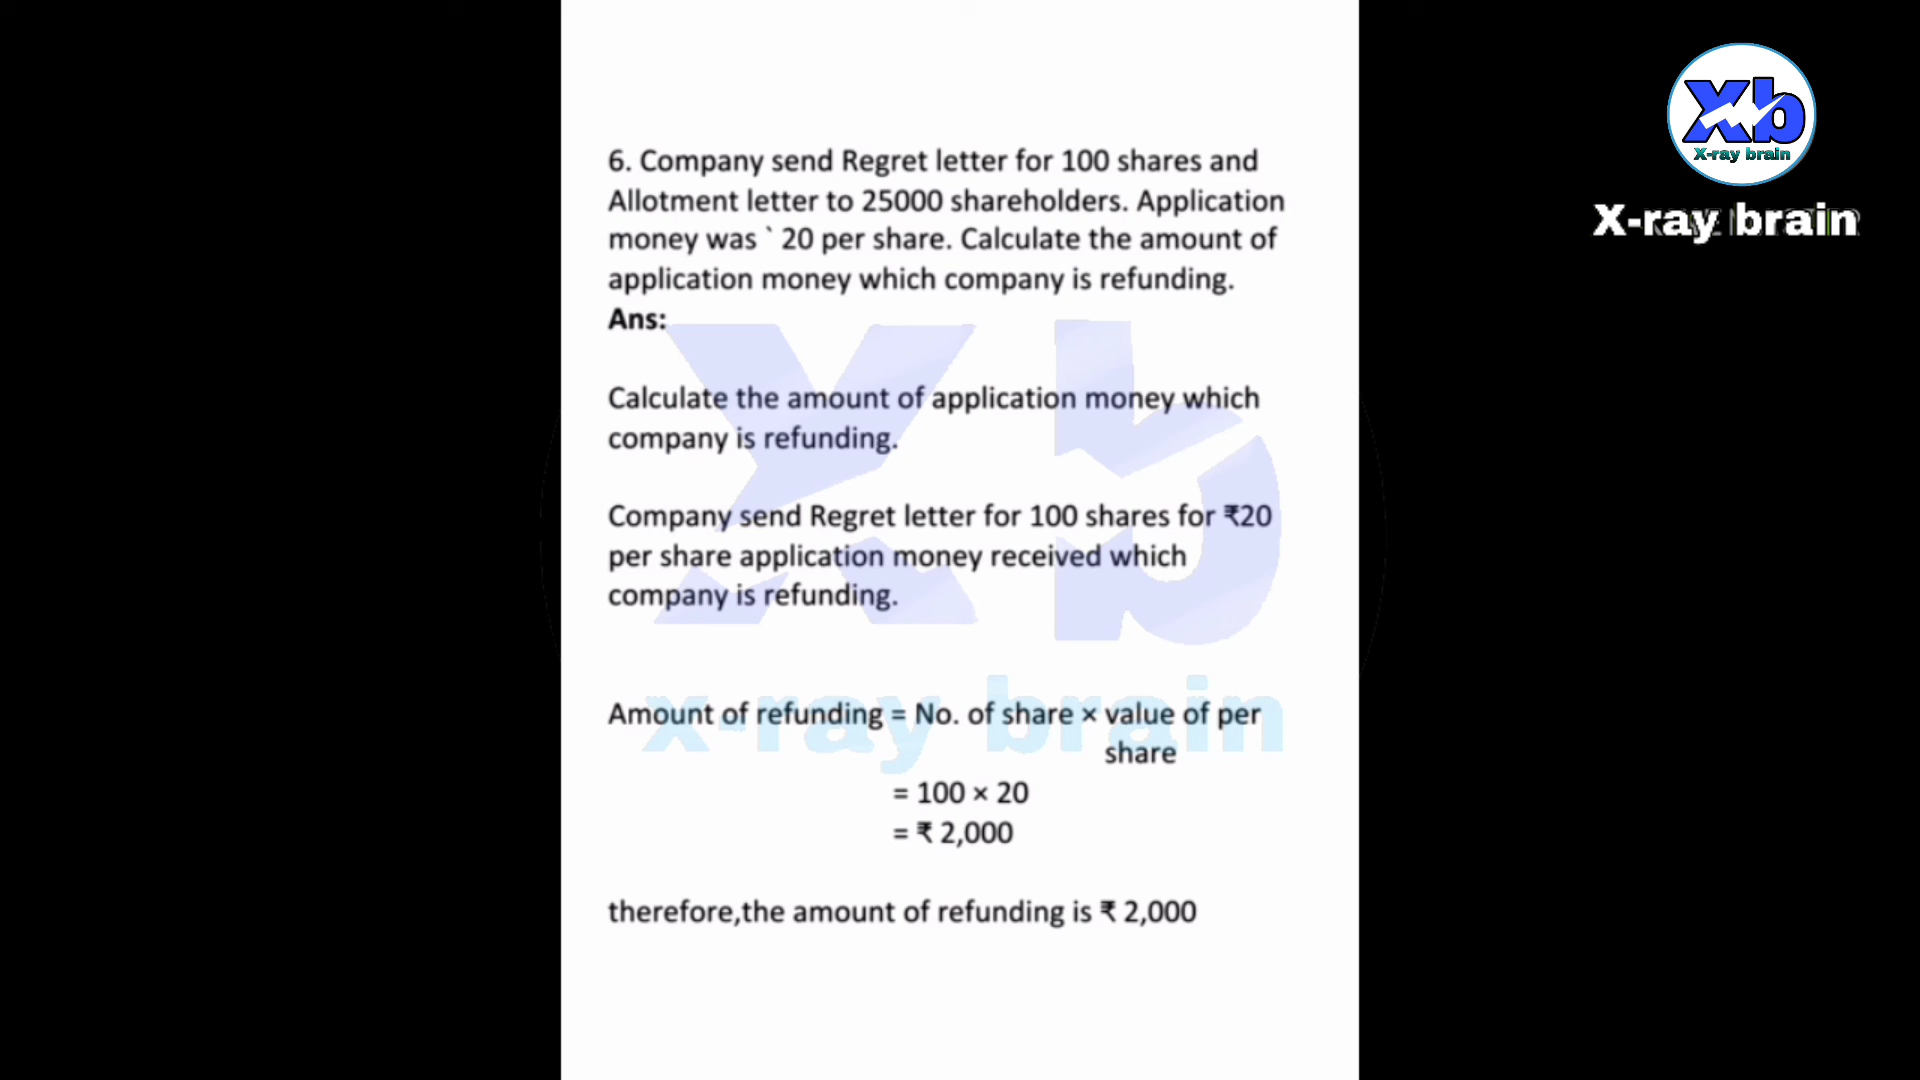 Xb
X-ray brain
X-ray brain
6. Company send Regret letter for 100 shares and
Allotment letter to 25000 shareholders. Application
money was ` 20 per share. Calculate the amount of
application money which company is refunding.
Ans:
Calculate the amount of application money which
company is refunding.
Company send Regret letter for 100 shares for ₹20
per share application money received which
company is refunding.
Amount of refunding = No. of share × value of per
share
= 100 × 20
= ₹ 2,000
therefore,the amount of refunding is ₹ 2,000
Xb
x-ray brain